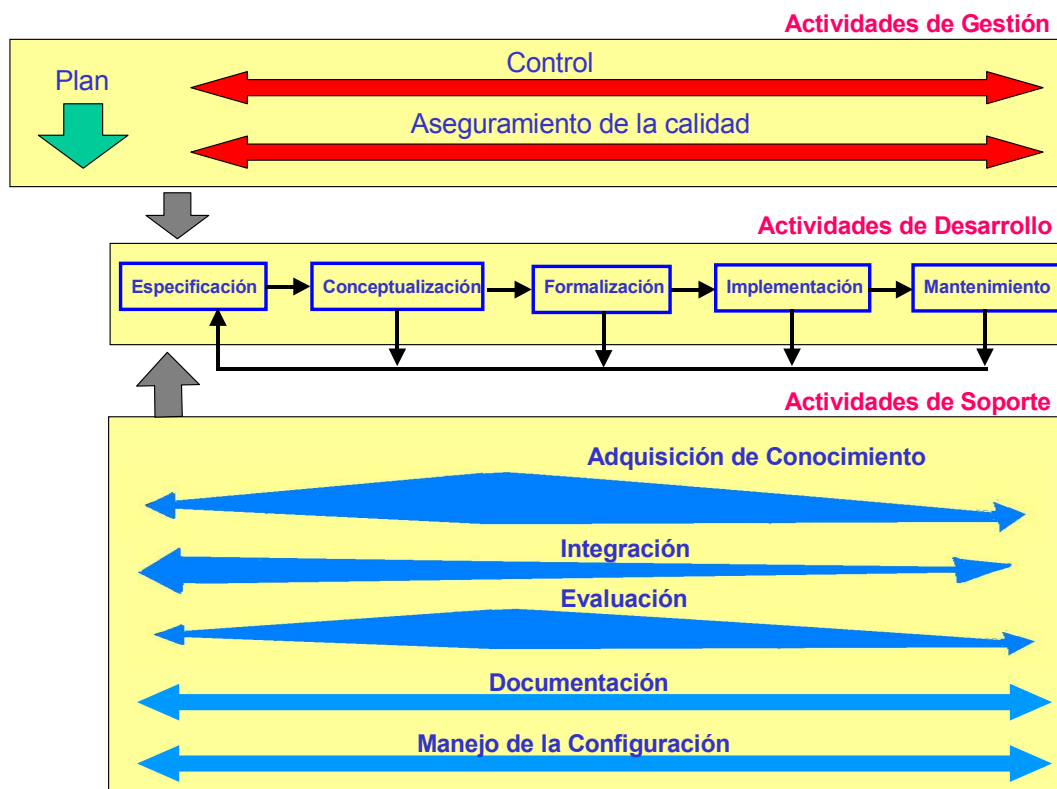 Actividades de Gestión
Control
Plan
Aseguramiento de la calidad
Actividades de Desarrollo
Especificación
Conceptualización
Formalización
Implementación
Mantenimiento
Actividades de Soporte
Adquisición de Conocimiento
Integración
Evaluación
Documentación
Manejo de la Configuración